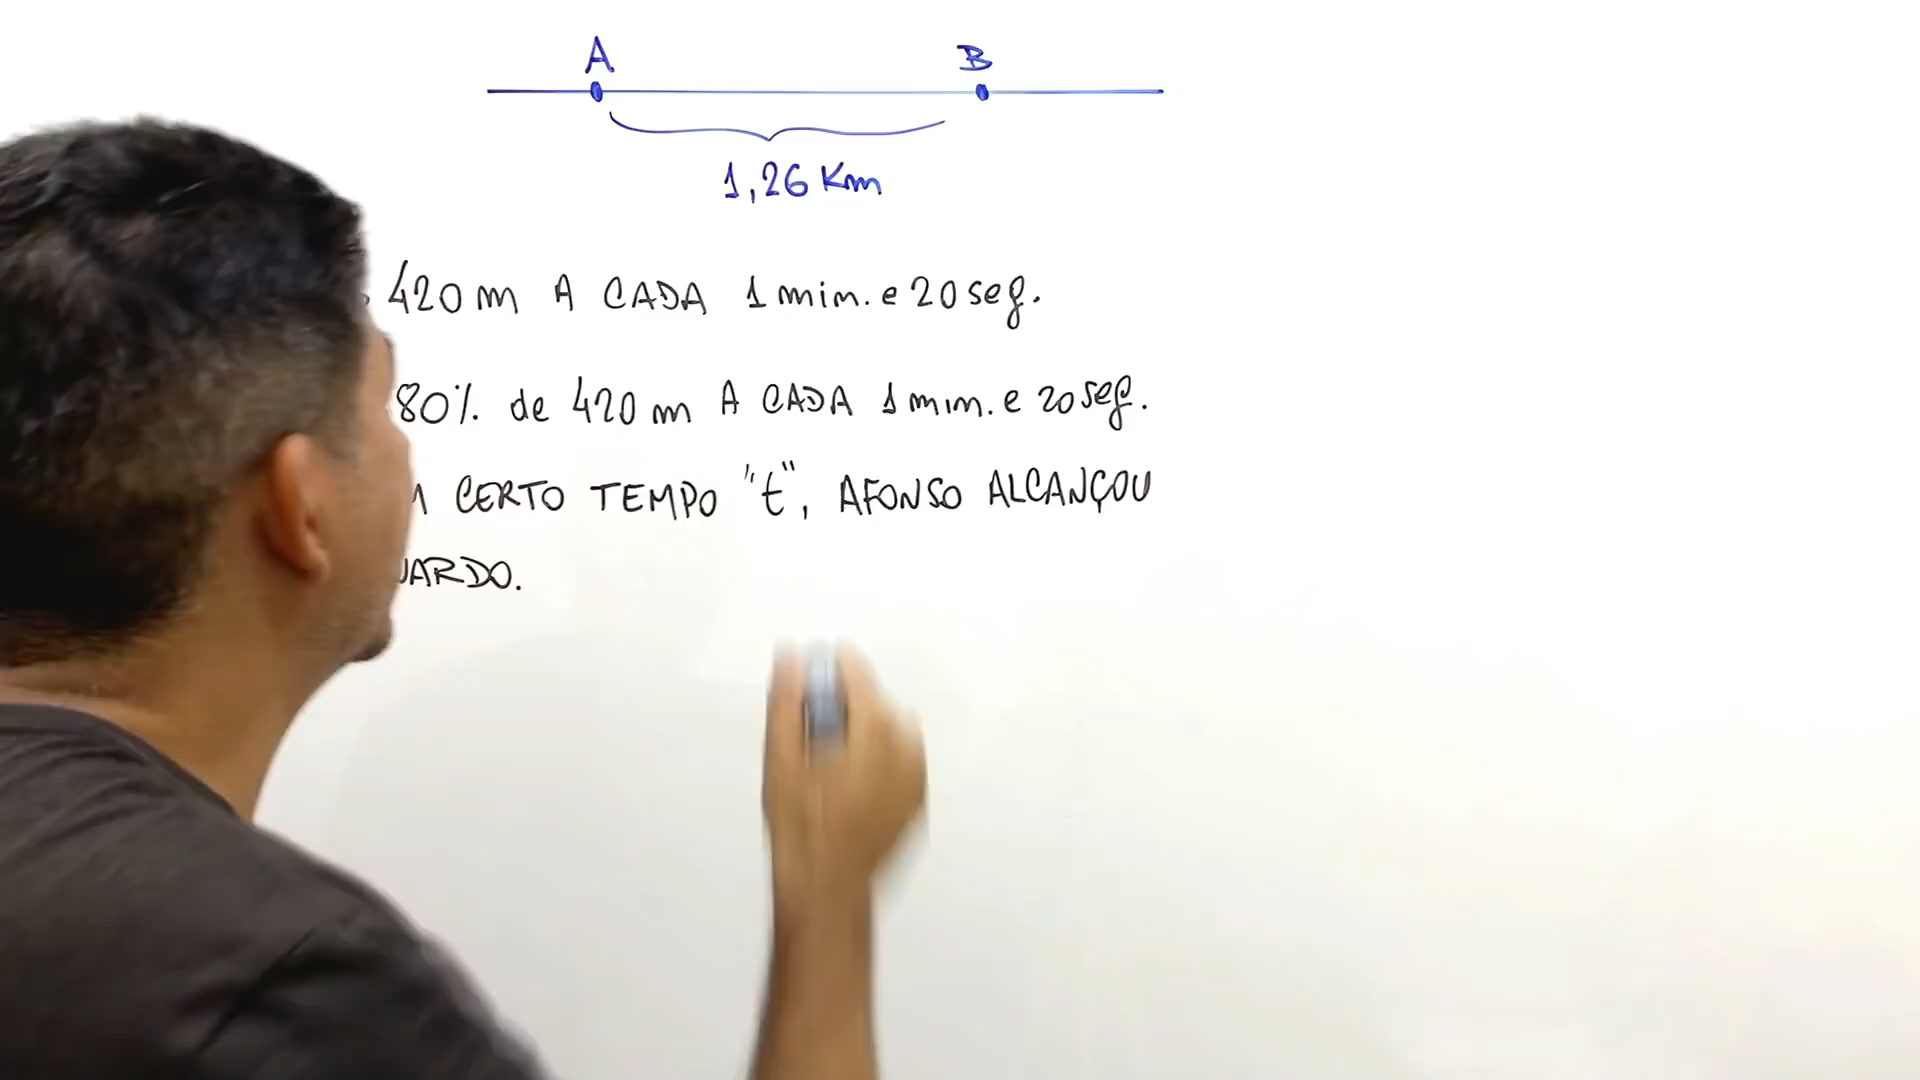 A B
1,26 Km
420 m A CADA 1 min. e 20 seg.
80% de 420 m A CADA 1 min. e 20 seg.
CERTO TEMPO "t", AFONSO ALCANÇOU
UARDO.